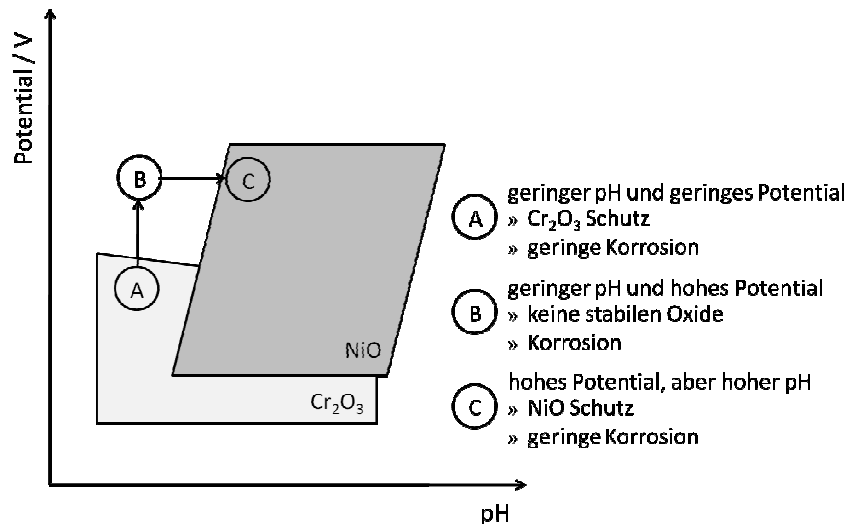 Potential / V
B
C
A
NiO
Cr₂O₃
pH
A
geringer pH und geringes Potential
» Cr₂O₃ Schutz
» geringe Korrosion
B
geringer pH und hohes Potential
» keine stabilen Oxide
» Korrosion
C
hohes Potential, aber hoher pH
» NiO Schutz
» geringe Korrosion